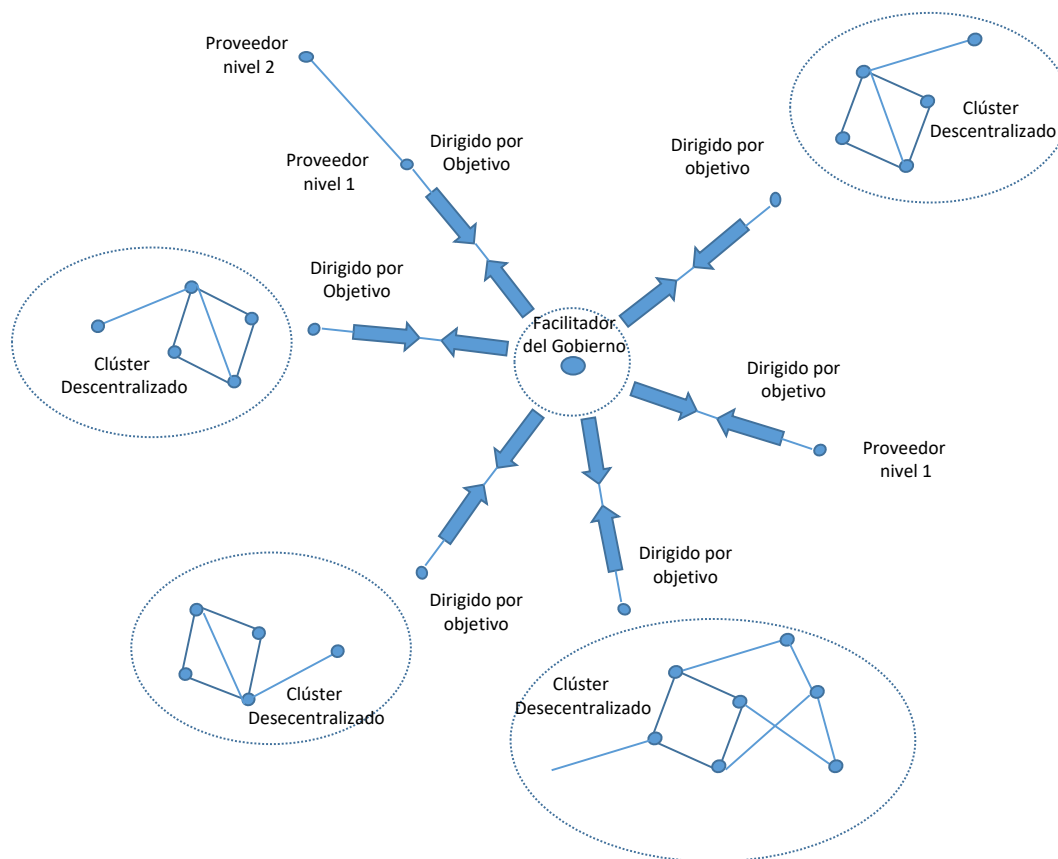 Proveedor
nivel 2
Clúster
Descentralizado
Dirigido por
Objetivo
Proveedor
nivel 1
Dirigido por
objetivo
Dirigido por
Objetivo
Facilitador
del Gobierno
Clúster
Descentralizado
Dirigido por
objetivo
Proveedor
nivel 1
Dirigido por
objetivo
Dirigido por
objetivo
Clúster
Desecentralizado
Clúster
Desecentralizado